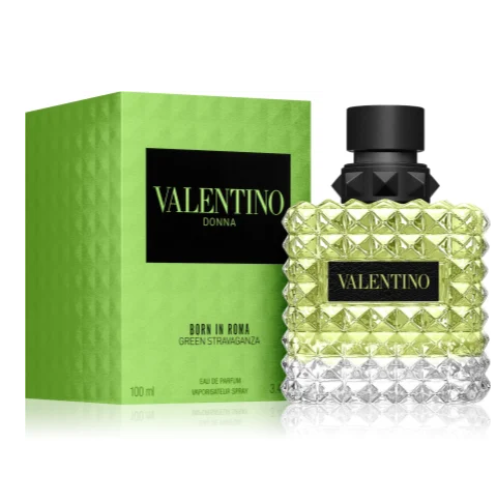 VALENTINO
DONNA
BORN IN ROMA
GREEN STRAVAGANZA
EAU DE PARFUM
VAPORISATEUR SPRAY
100 ml
VALENTINO